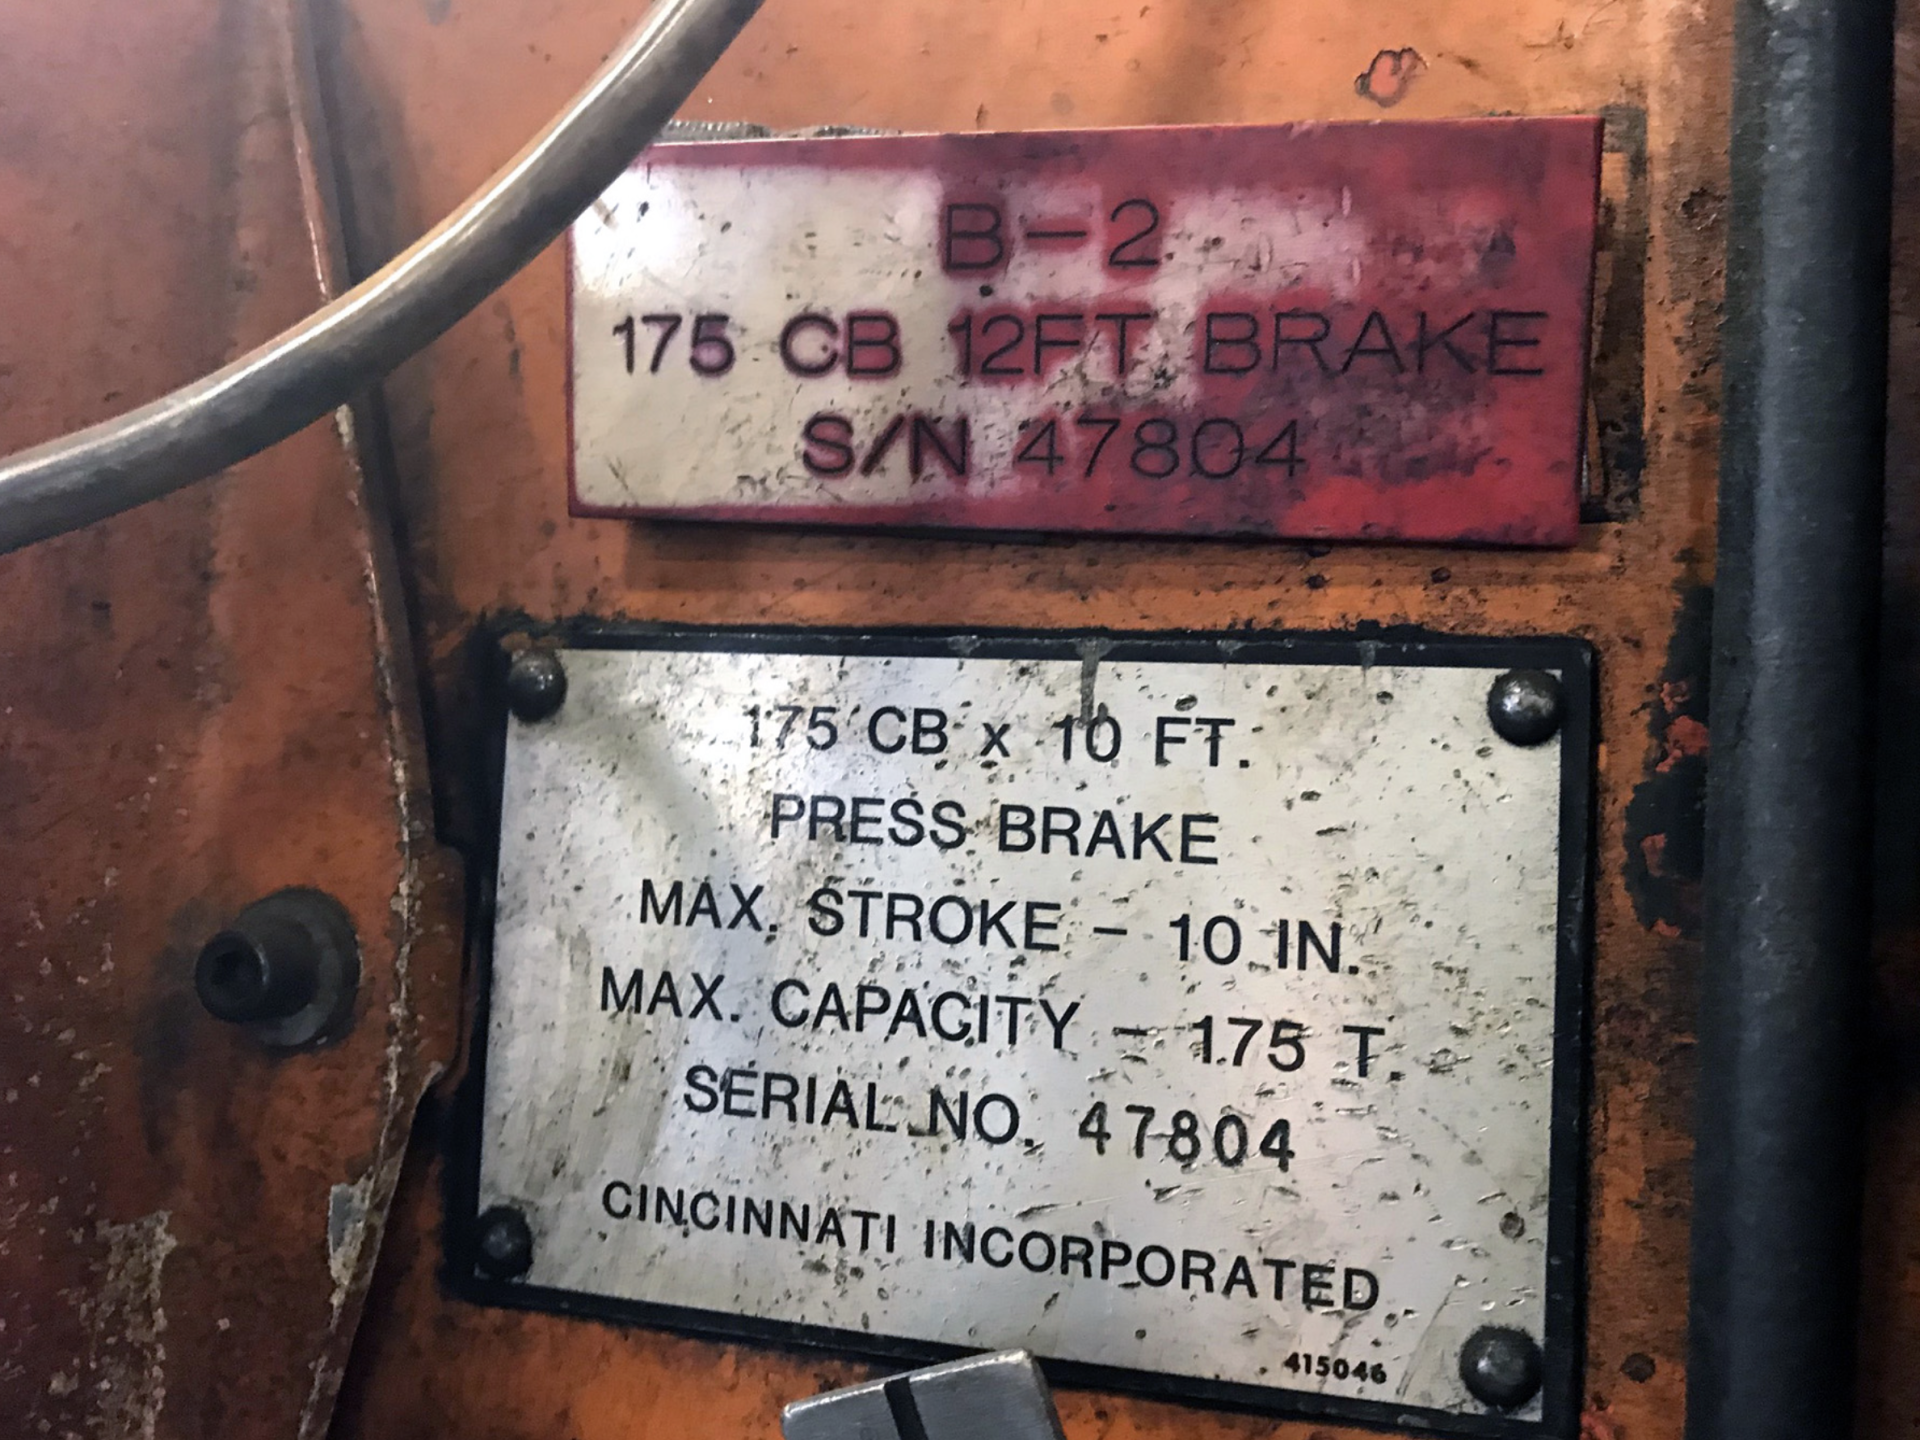 B-2
175 CB 12FT BRAKE
S/N 47804
175 CB x 10 FT.
PRESS BRAKE
MAX. STROKE - 10 IN.
MAX. CAPACITY - 175 T.
SERIAL NO. 47804
CINCINNATI INCORPORATED
415046